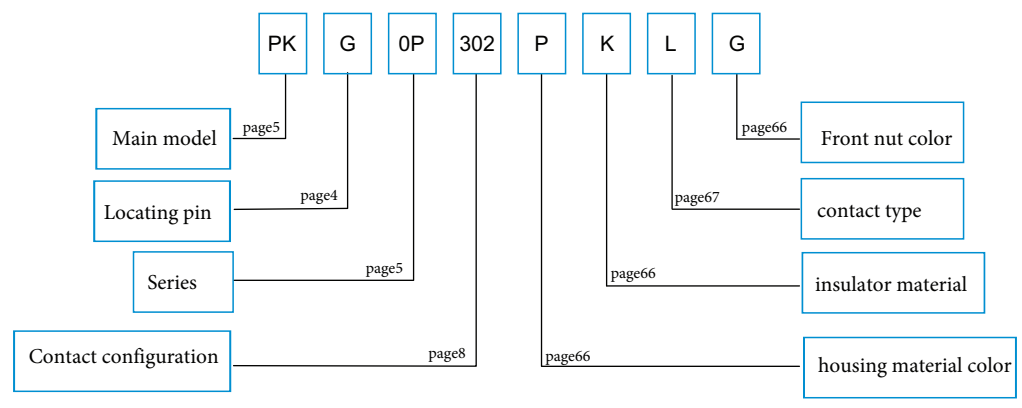 PK G 0P 302 P K L G
Main model
page5
page66
Front nut color
Locating pin
page4
page67
contact type
Series
page5
page66
insulator material
Contact configuration
page8
page66
housing material color